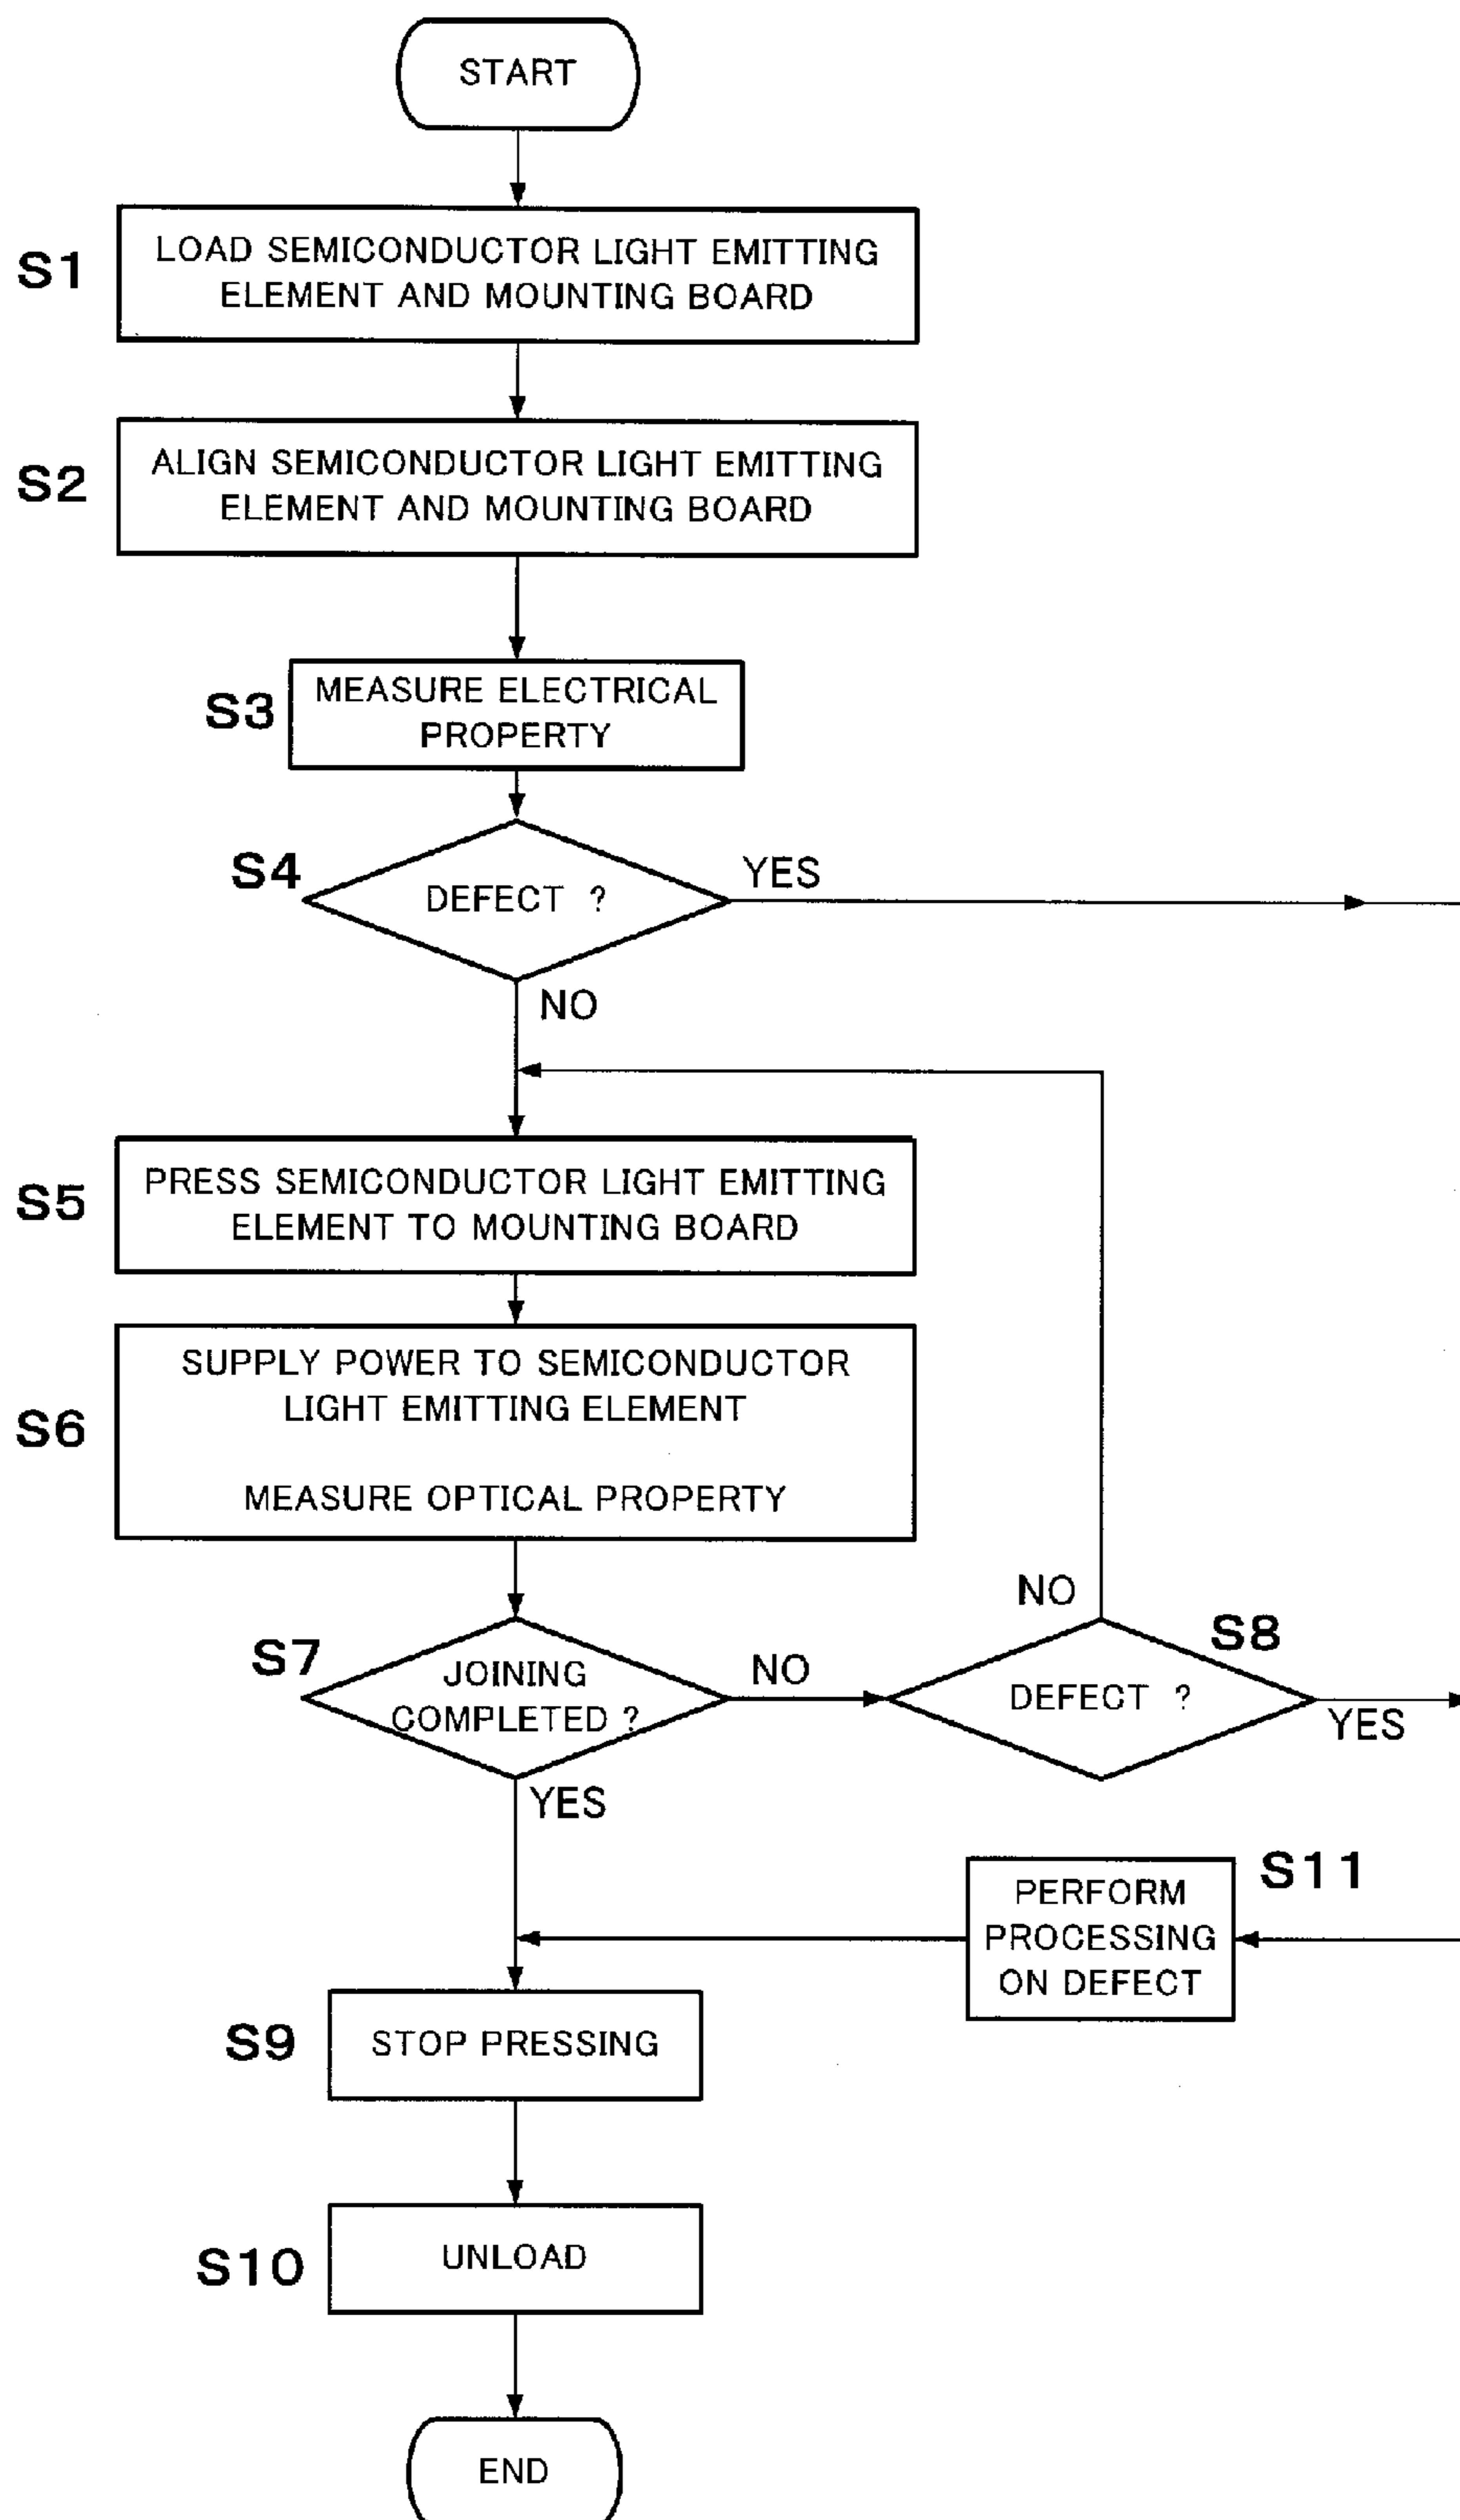 START
S1
LOAD SEMICONDUCTOR LIGHT EMITTING
ELEMENT AND MOUNTING BOARD
S2
ALIGN SEMICONDUCTOR LIGHT EMITTING
ELEMENT AND MOUNTING BOARD
S3
MEASURE ELECTRICAL
PROPERTY
S4
DEFECT ?
YES
NO
S5
PRESS SEMICONDUCTOR LIGHT EMITTING
ELEMENT TO MOUNTING BOARD
S6
SUPPLY POWER TO SEMICONDUCTOR
LIGHT EMITTING ELEMENT
MEASURE OPTICAL PROPERTY
S7
JOINING
COMPLETED ?
NO
YES
NO
S8
DEFECT ?
YES
S11
PERFORM
PROCESSING
ON DEFECT
S9
STOP PRESSING
S10
UNLOAD
END